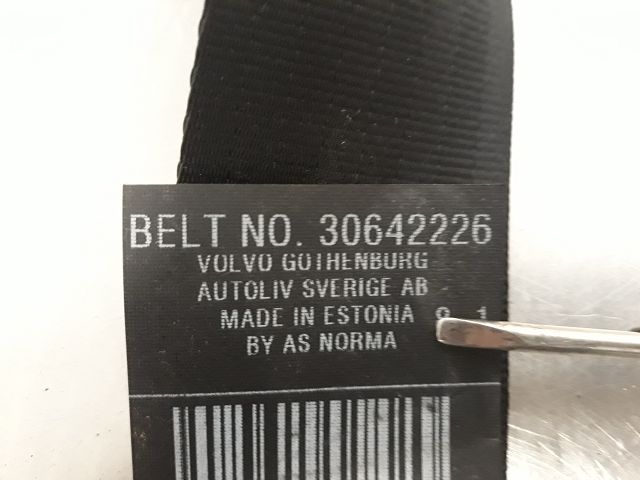 BELT NO. 30642226
VOLVO GOTHENBURG
AUTOLIV SVERIGE AB
MADE IN ESTONIA
BY AS NORMA